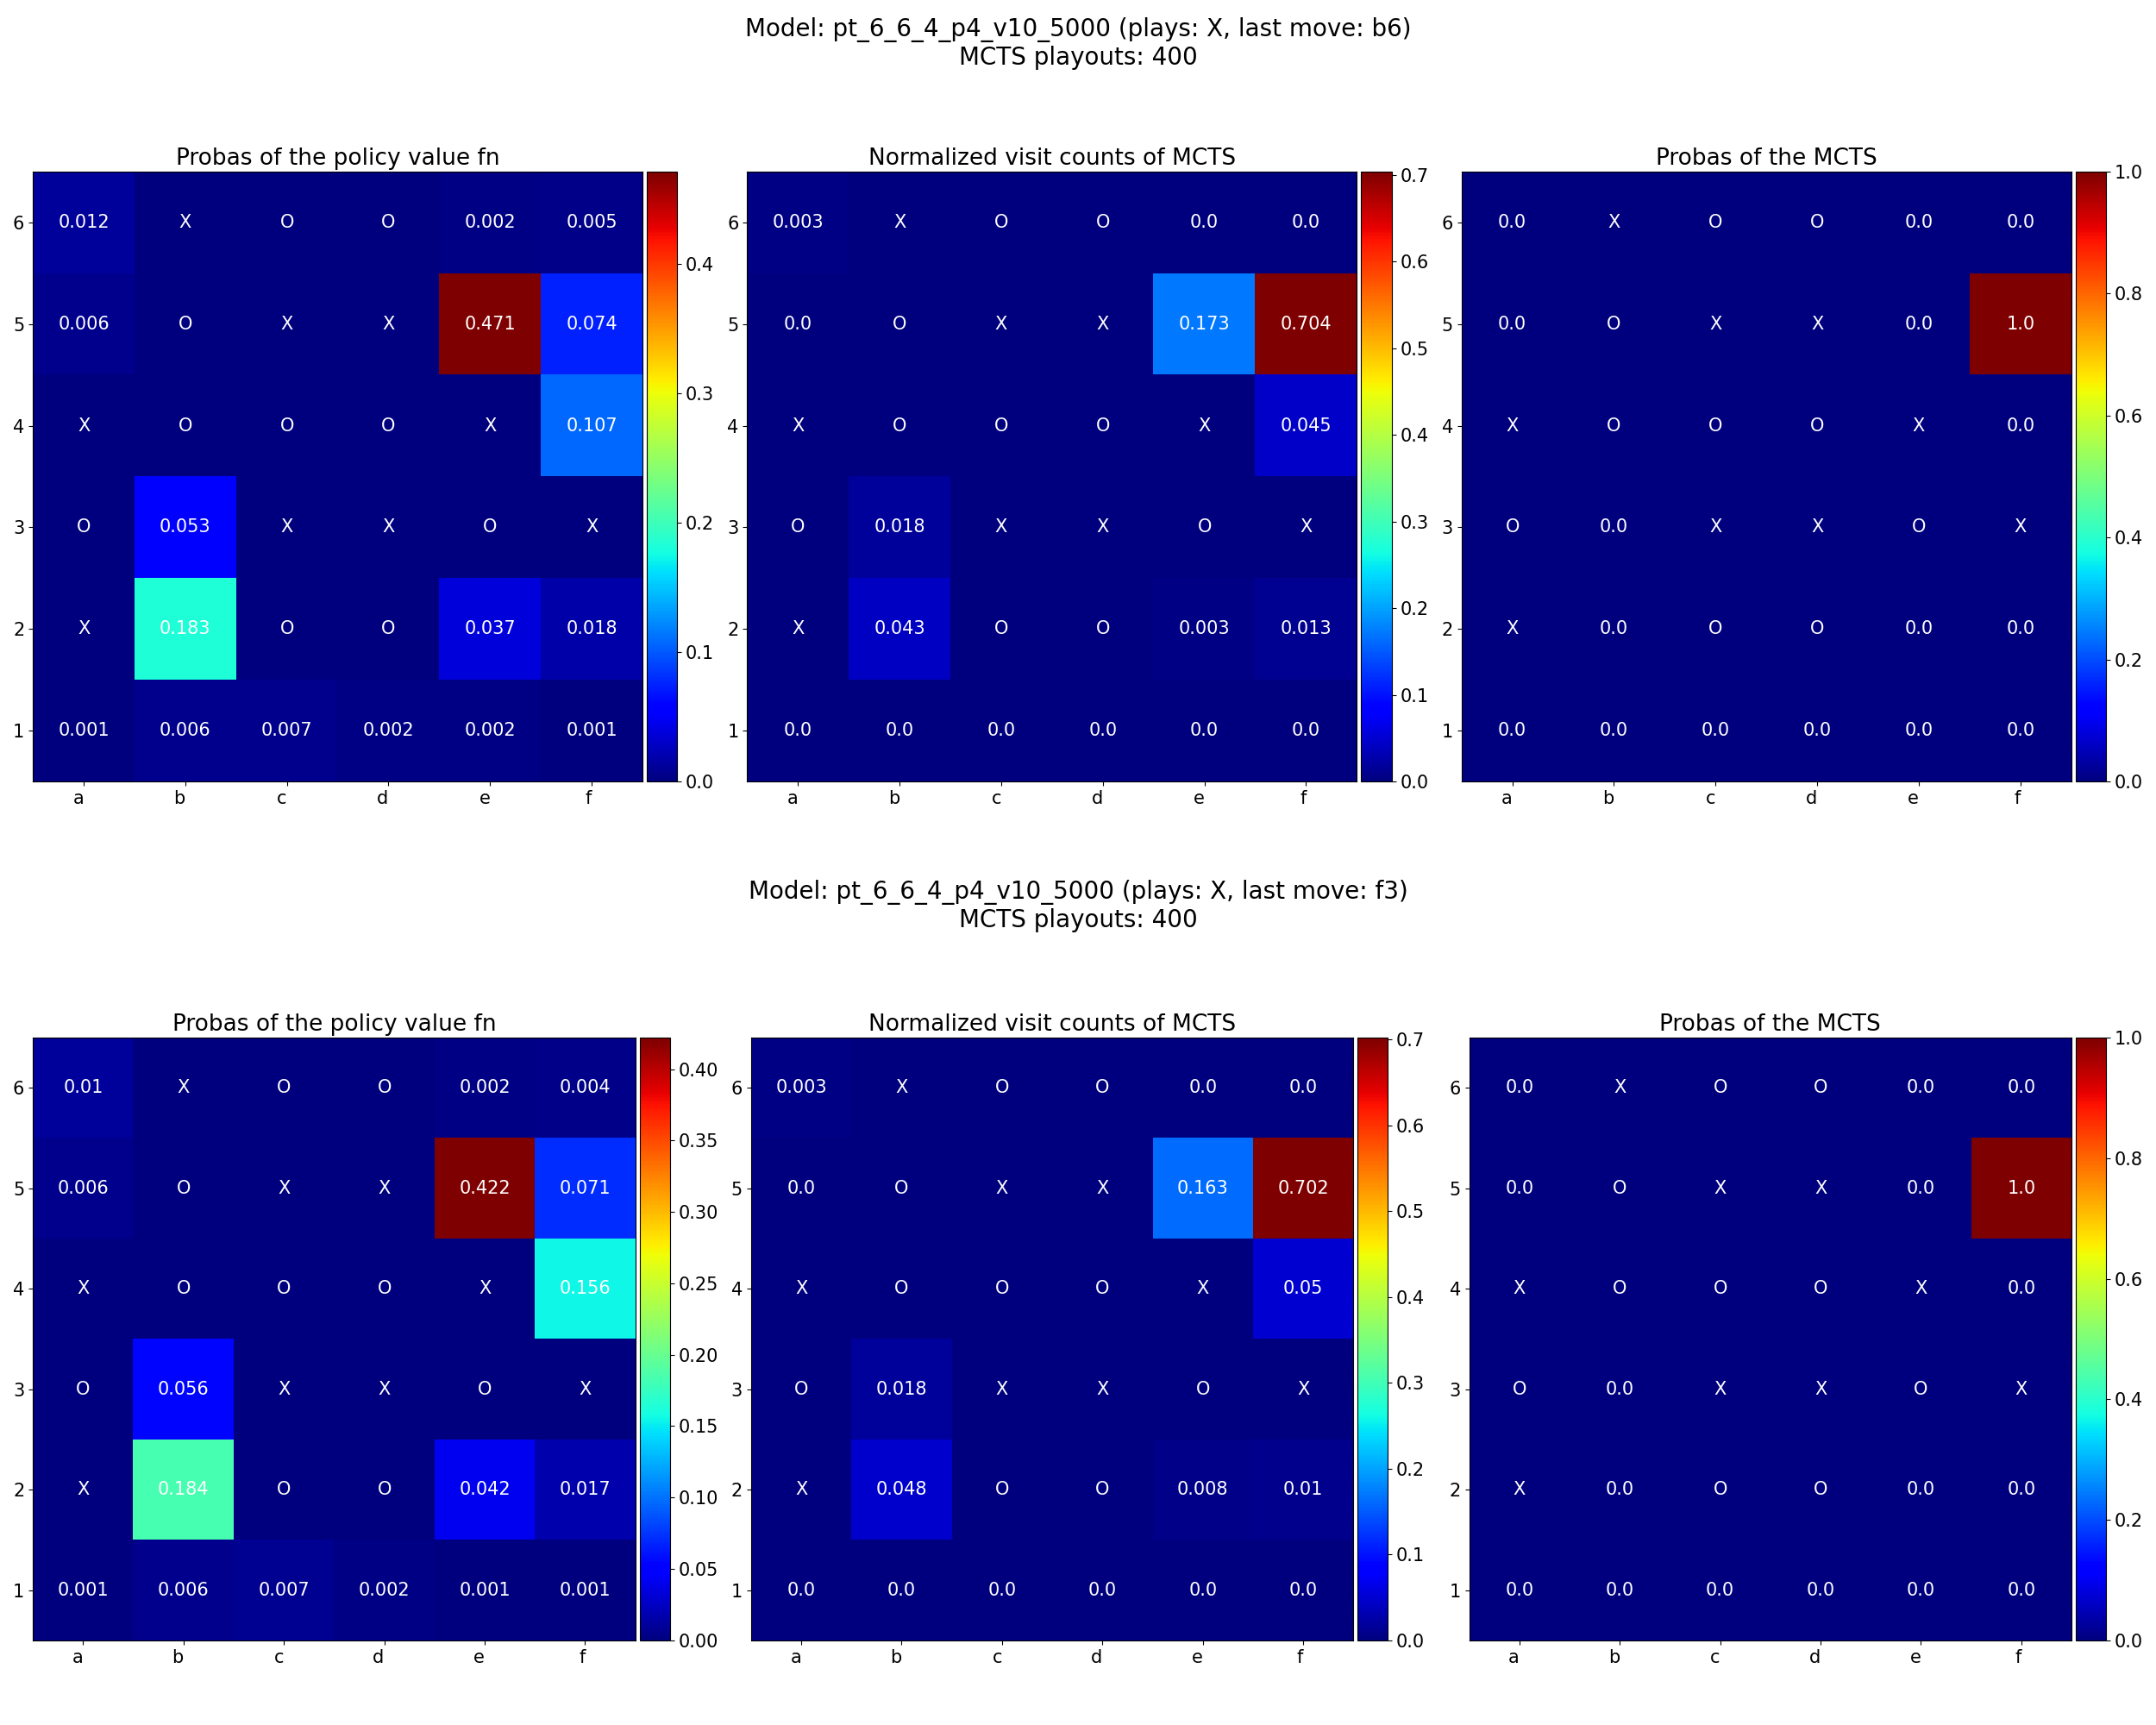 Model: pt_6_6_4_p4_v10_5000 (plays: X, last move: b6)
MCTS playouts: 400
Probas of the policy value fn
6 0.012 X O O 0.002 0.005
5 0.006 O X X 0.471 0.074
4 X O O O X 0.107
3 O 0.053 X X O X
2 X 0.183 O O 0.037 0.018
1 0.001 0.006 0.007 0.002 0.002 0.001
a b c d e f
0.4
0.3
0.2
0.1
0.0
Normalized visit counts of MCTS
6 0.003 X O O 0.0 0.0
5 0.0 O X X 0.173 0.704
4 X O O O X 0.045
3 O 0.018 X X O X
2 X 0.043 O O 0.003 0.013
1 0.0 0.0 0.0 0.0 0.0 0.0
a b c d e f
0.7
0.6
0.5
0.4
0.3
0.2
0.1
0.0
Probas of the MCTS
6 0.0 X O O 0.0 0.0
5 0.0 O X X 0.0 1.0
4 X O O O X 0.0
3 O 0.0 X X O X
2 X 0.0 O O 0.0 0.0
1 0.0 0.0 0.0 0.0 0.0 0.0
a b c d e f
1.0
0.8
0.6
0.4
0.2
0.0
Model: pt_6_6_4_p4_v10_5000 (plays: X, last move: f3)
MCTS playouts: 400
Probas of the policy value fn
6 0.01 X O O 0.002 0.004
5 0.006 O X X 0.422 0.071
4 X O O O X 0.156
3 O 0.056 X X O X
2 X 0.184 O O 0.042 0.017
1 0.001 0.006 0.007 0.002 0.001 0.001
a b c d e f
0.40
0.35
0.30
0.25
0.20
0.15
0.10
0.05
0.00
Normalized visit counts of MCTS
6 0.003 X O O 0.0 0.0
5 0.0 O X X 0.163 0.702
4 X O O O X 0.05
3 O 0.018 X X O X
2 X 0.048 O O 0.008 0.01
1 0.0 0.0 0.0 0.0 0.0 0.0
a b c d e f
0.7
0.6
0.5
0.4
0.3
0.2
0.1
0.0
Probas of the MCTS
6 0.0 X O O 0.0 0.0
5 0.0 O X X 0.0 1.0
4 X O O O X 0.0
3 O 0.0 X X O X
2 X 0.0 O O 0.0 0.0
1 0.0 0.0 0.0 0.0 0.0 0.0
a b c d e f
1.0
0.8
0.6
0.4
0.2
0.0